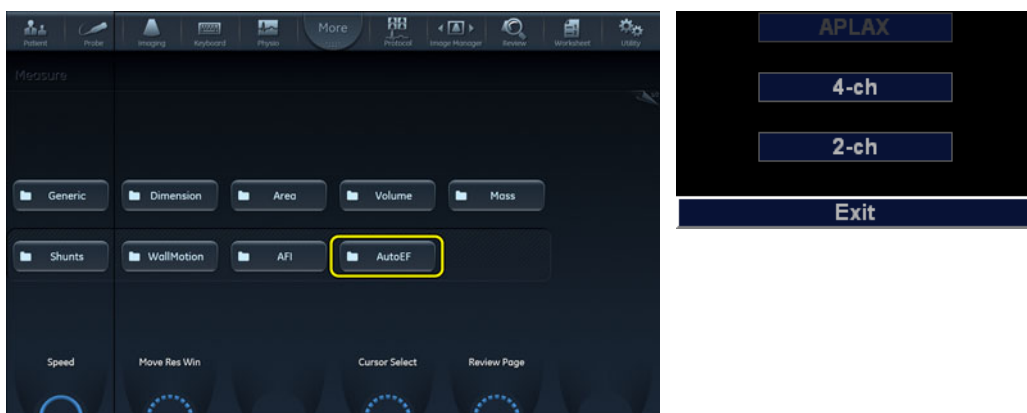 More
Patient Probe Imaging Keyboard Physio Protocol Image Manager Review Worksheet Utility
Measure
Generic Dimension Area Volume Mass
Shunts WallMotion AFI AutoEF
Speed Move Res Win Cursor Select Review Page
APLAX
4-ch
2-ch
Exit